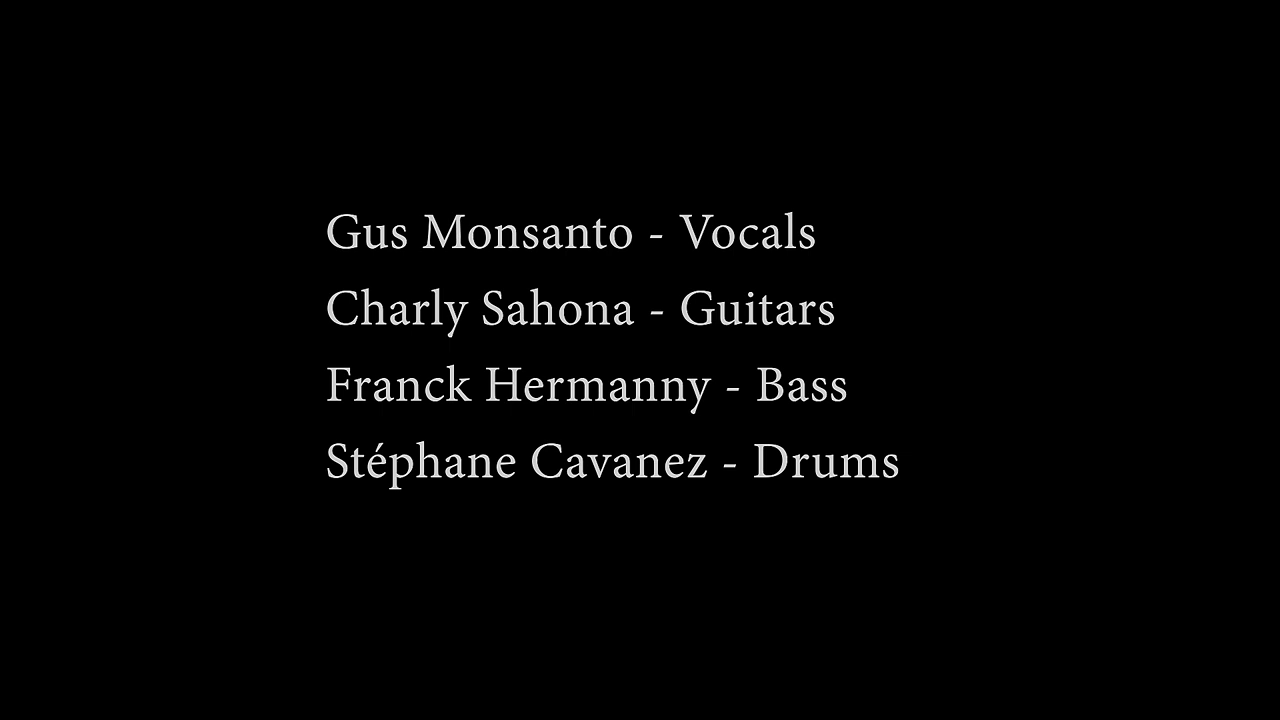 Gus Monsanto - Vocals
Charly Sahona - Guitars
Franck Hermanny - Bass
Stéphane Cavanez - Drums